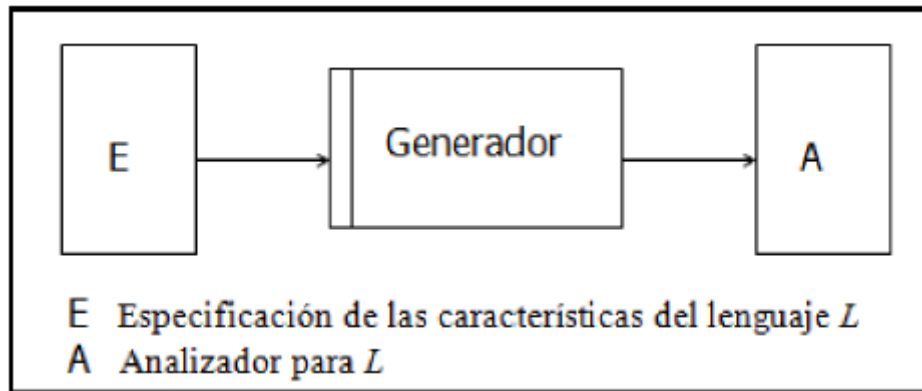 E
Generador
A
E Especificación de las características del lenguaje L
A Analizador para L